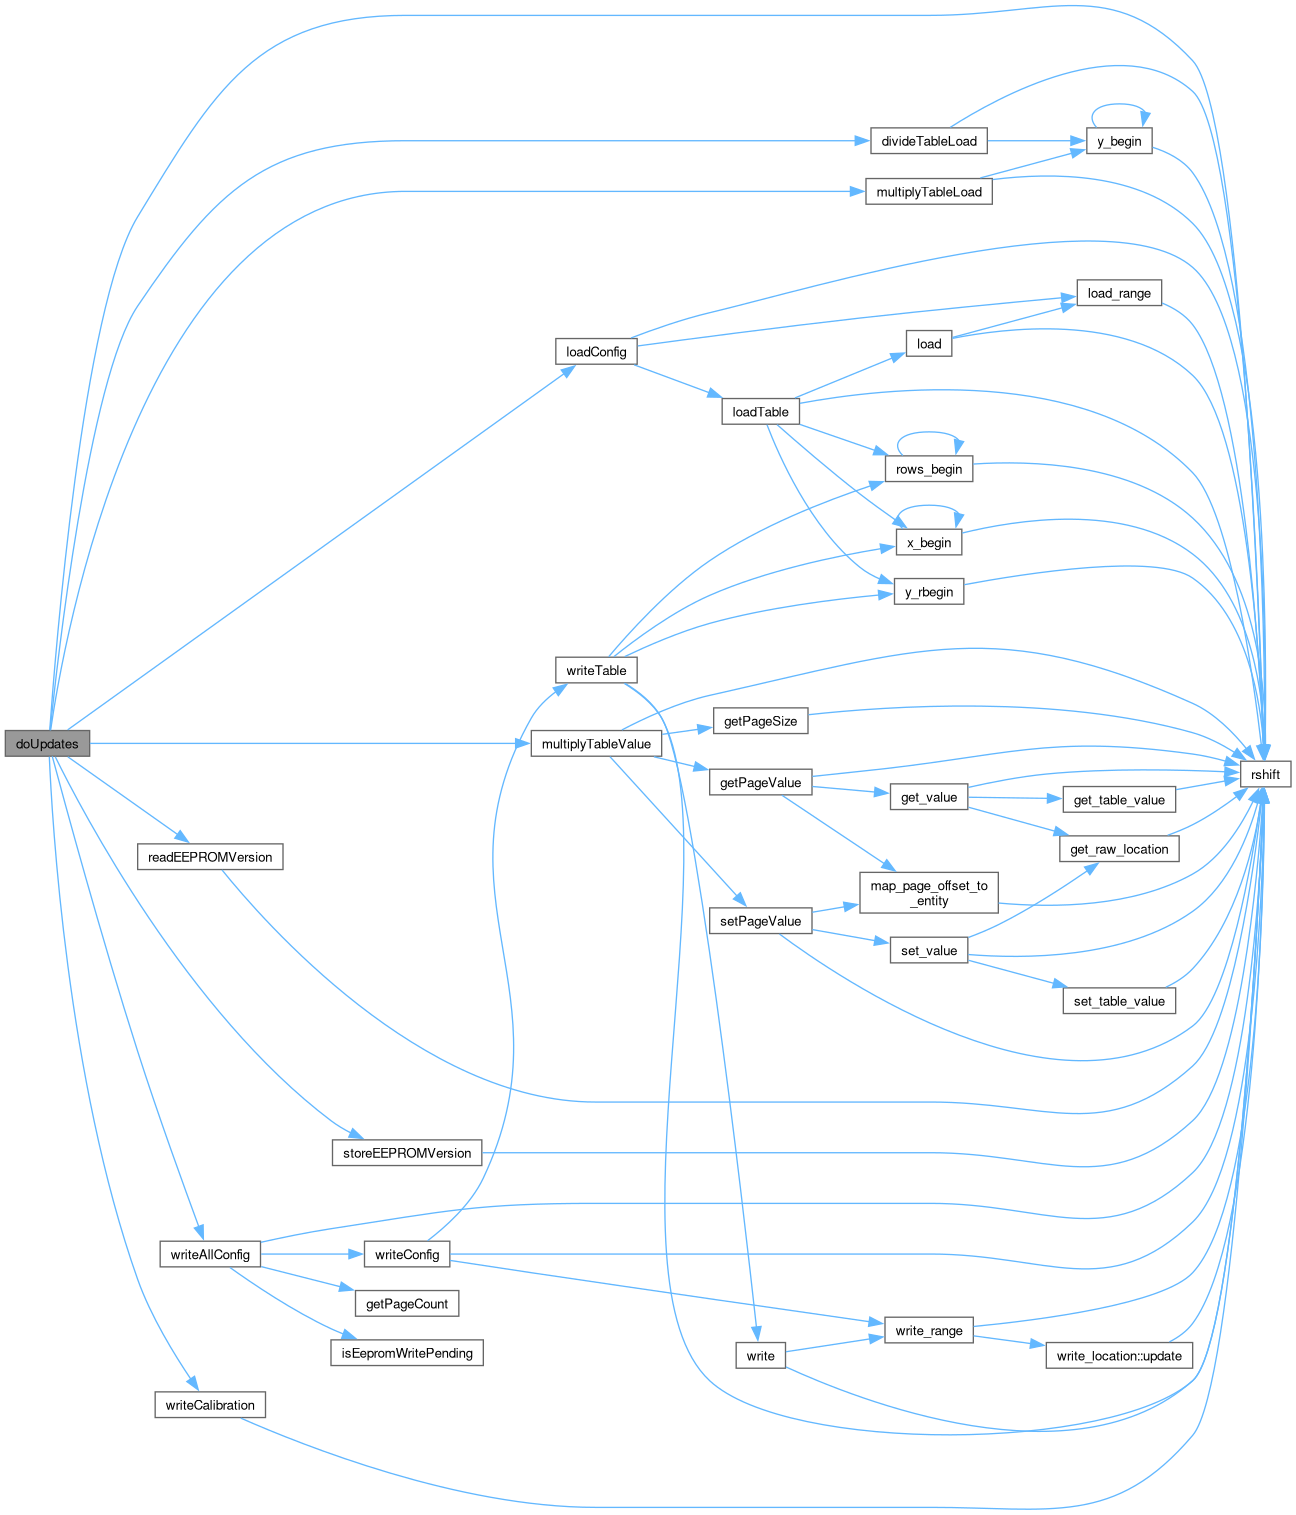 divideTableLoad
y_begin
multiplyTableLoad
load_range
load
loadConfig
loadTable
rows_begin
x_begin
y_rbegin
writeTable
getPageSize
doUpdates
multiplyTableValue
rshift
getPageValue
get_value
get_table_value
get_raw_location
readEEPROMVersion
map_page_offset_to
_entity
setPageValue
set_value
set_table_value
storeEEPROMVersion
writeAllConfig
writeConfig
getPageCount
write_range
isEepromWritePending
write
write_location::update
writeCalibration